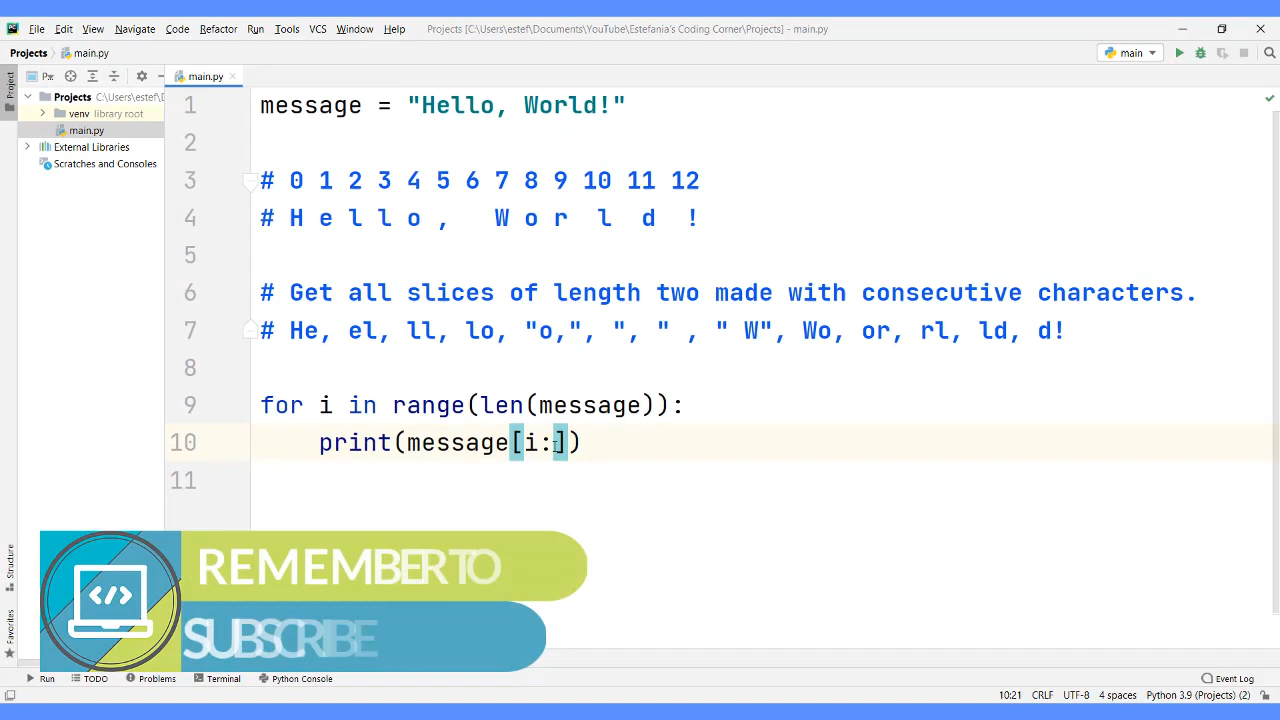 File Edit View Navigate Code Refactor Run Tools VCS Window Help Projects [C:\Users\estef\Documents\YouTube\Estefania's Coding Corner\Projects] - main.py
Projects main.py main
Project
Pr
main.py
Projects C:\Users\estef\D
venv library root
main.py
External Libraries
Scratches and Consoles
1 message = "Hello, World!"
2
3 # 0 1 2 3 4 5 6 7 8 9 10 11 12
4 # H e l l o , W o r l d !
5
6 # Get all slices of length two made with consecutive characters.
7 # He, el, ll, lo, "o,", ", " , " W", Wo, or, rl, ld, d!
8
9 for i in range(len(message)):
10 print(message[i:])
11
Structure
Favorites
</>
REMEMBER TO
SUBSCRIBE
Run TODO Problems Terminal Python Console Event Log
10:21 CRLF UTF-8 4 spaces Python 3.9 (Projects) (2)